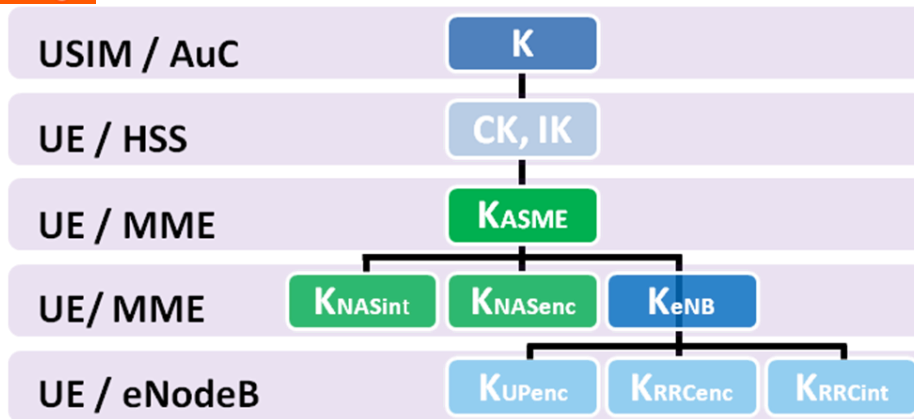 USIM / AuC K
UE / HSS CK, IK
UE / MME KASME
UE/ MME KNASint KNASenc KeNB
UE / eNodeB KUPenc KRRCenc KRRCint